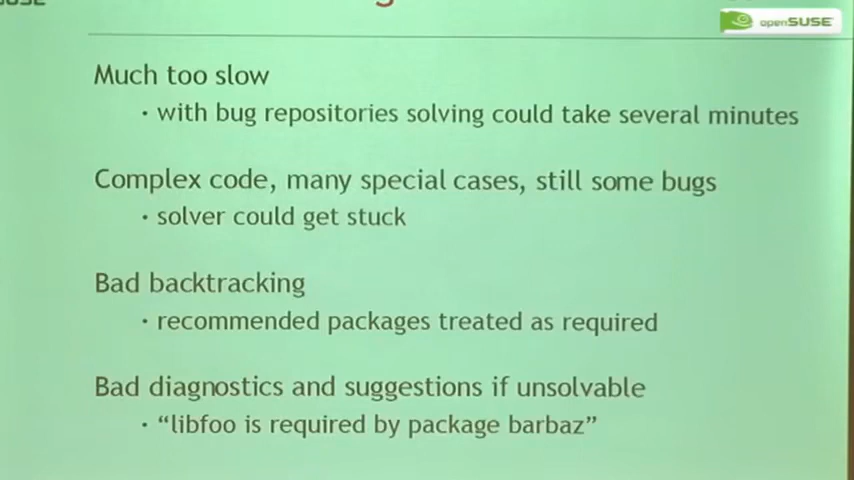 openSUSE
Much too slow
· with bug repositories solving could take several minutes
Complex code, many special cases, still some bugs
· solver could get stuck
Bad backtracking
· recommended packages treated as required
Bad diagnostics and suggestions if unsolvable
· “libfoo is required by package barbaz”